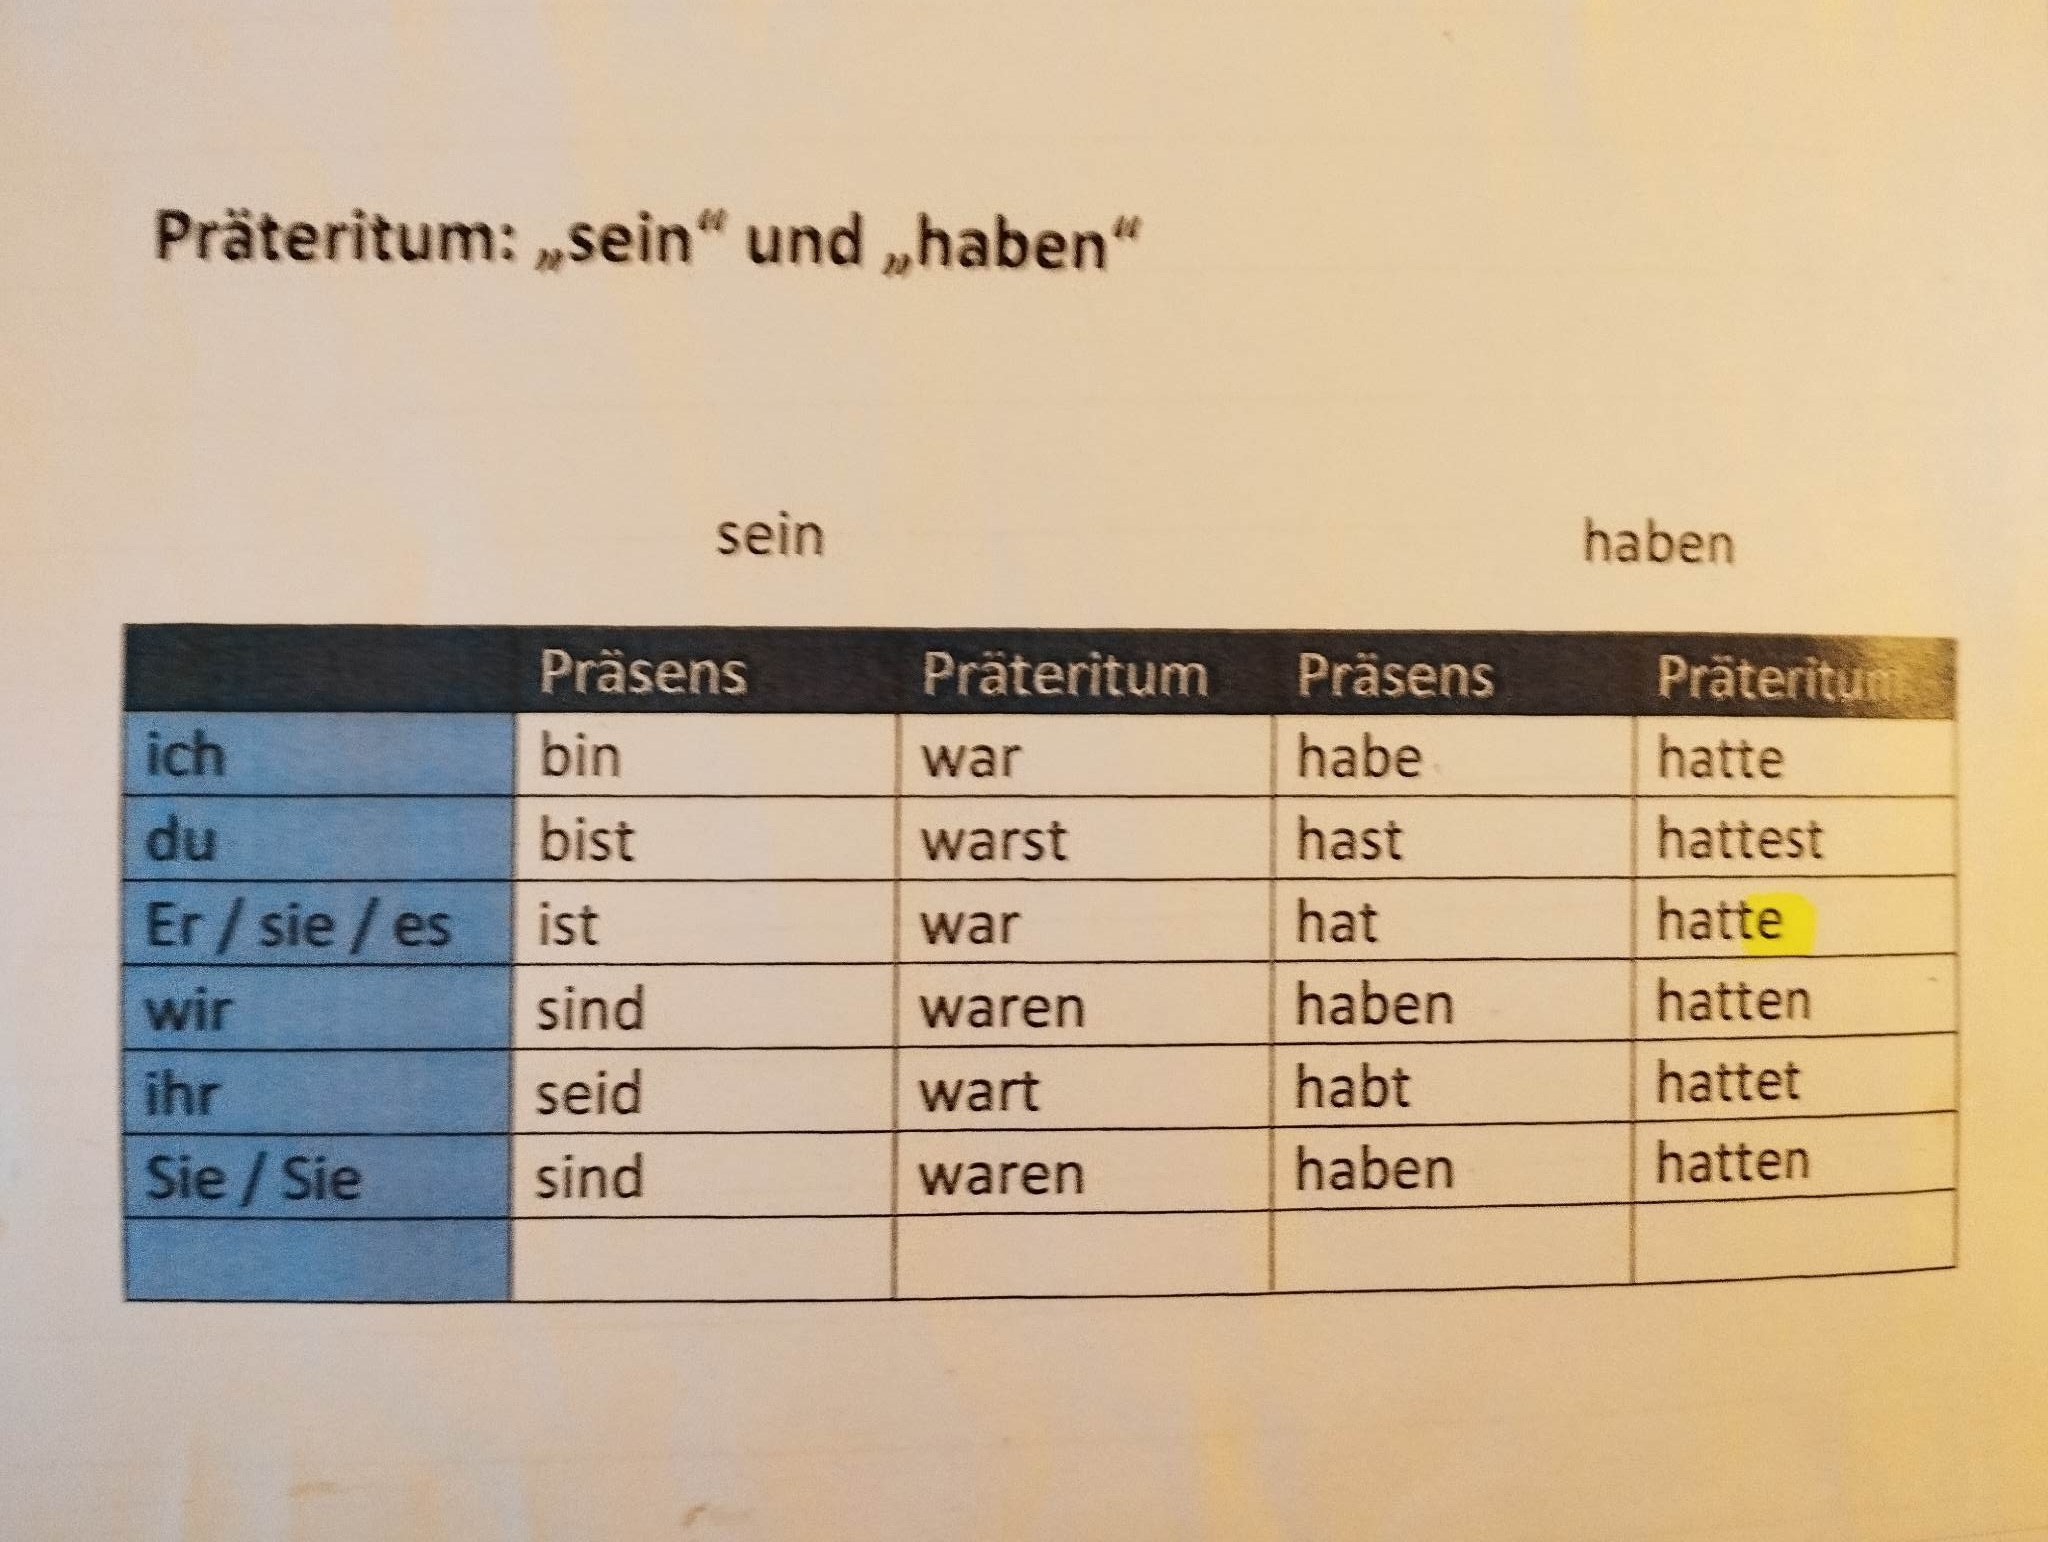 Präteritum: „sein“ und „haben“
sein haben
Präsens Präteritum Präsens Präteritum
ich bin war habe hatte
du bist warst hast hattest
Er / sie / es ist war hat hatte
wir sind waren haben hatten
ihr seid wart habt hattet
Sie / Sie sind waren haben hatten